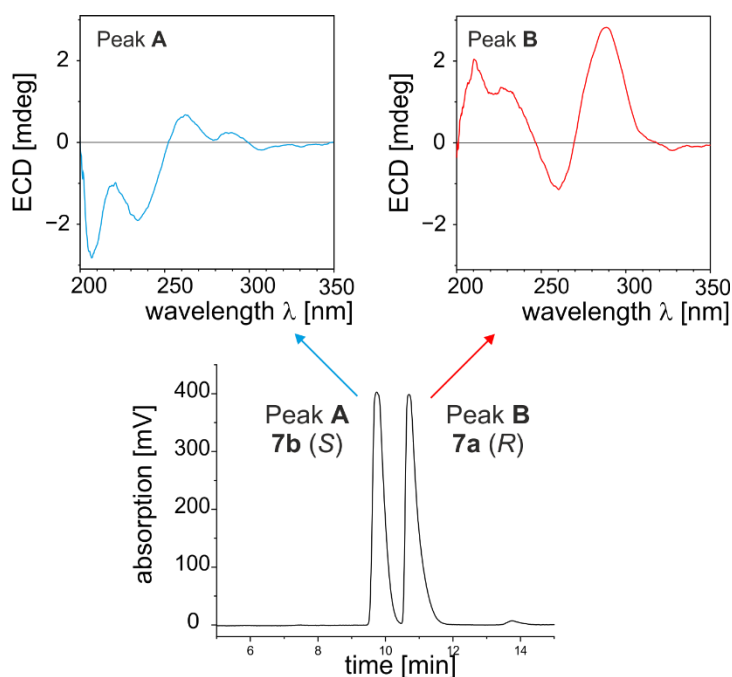 Peak A
ECD [mdeg]
2
0
−2
200
250
300
350
wavelength λ [nm]
Peak B
ECD [mdeg]
2
0
−2
200
250
300
350
wavelength λ [nm]
absorption [mV]
400
300
200
100
0
Peak A
7b (S)
Peak B
7a (R)
6
8
10
12
14
time [min]